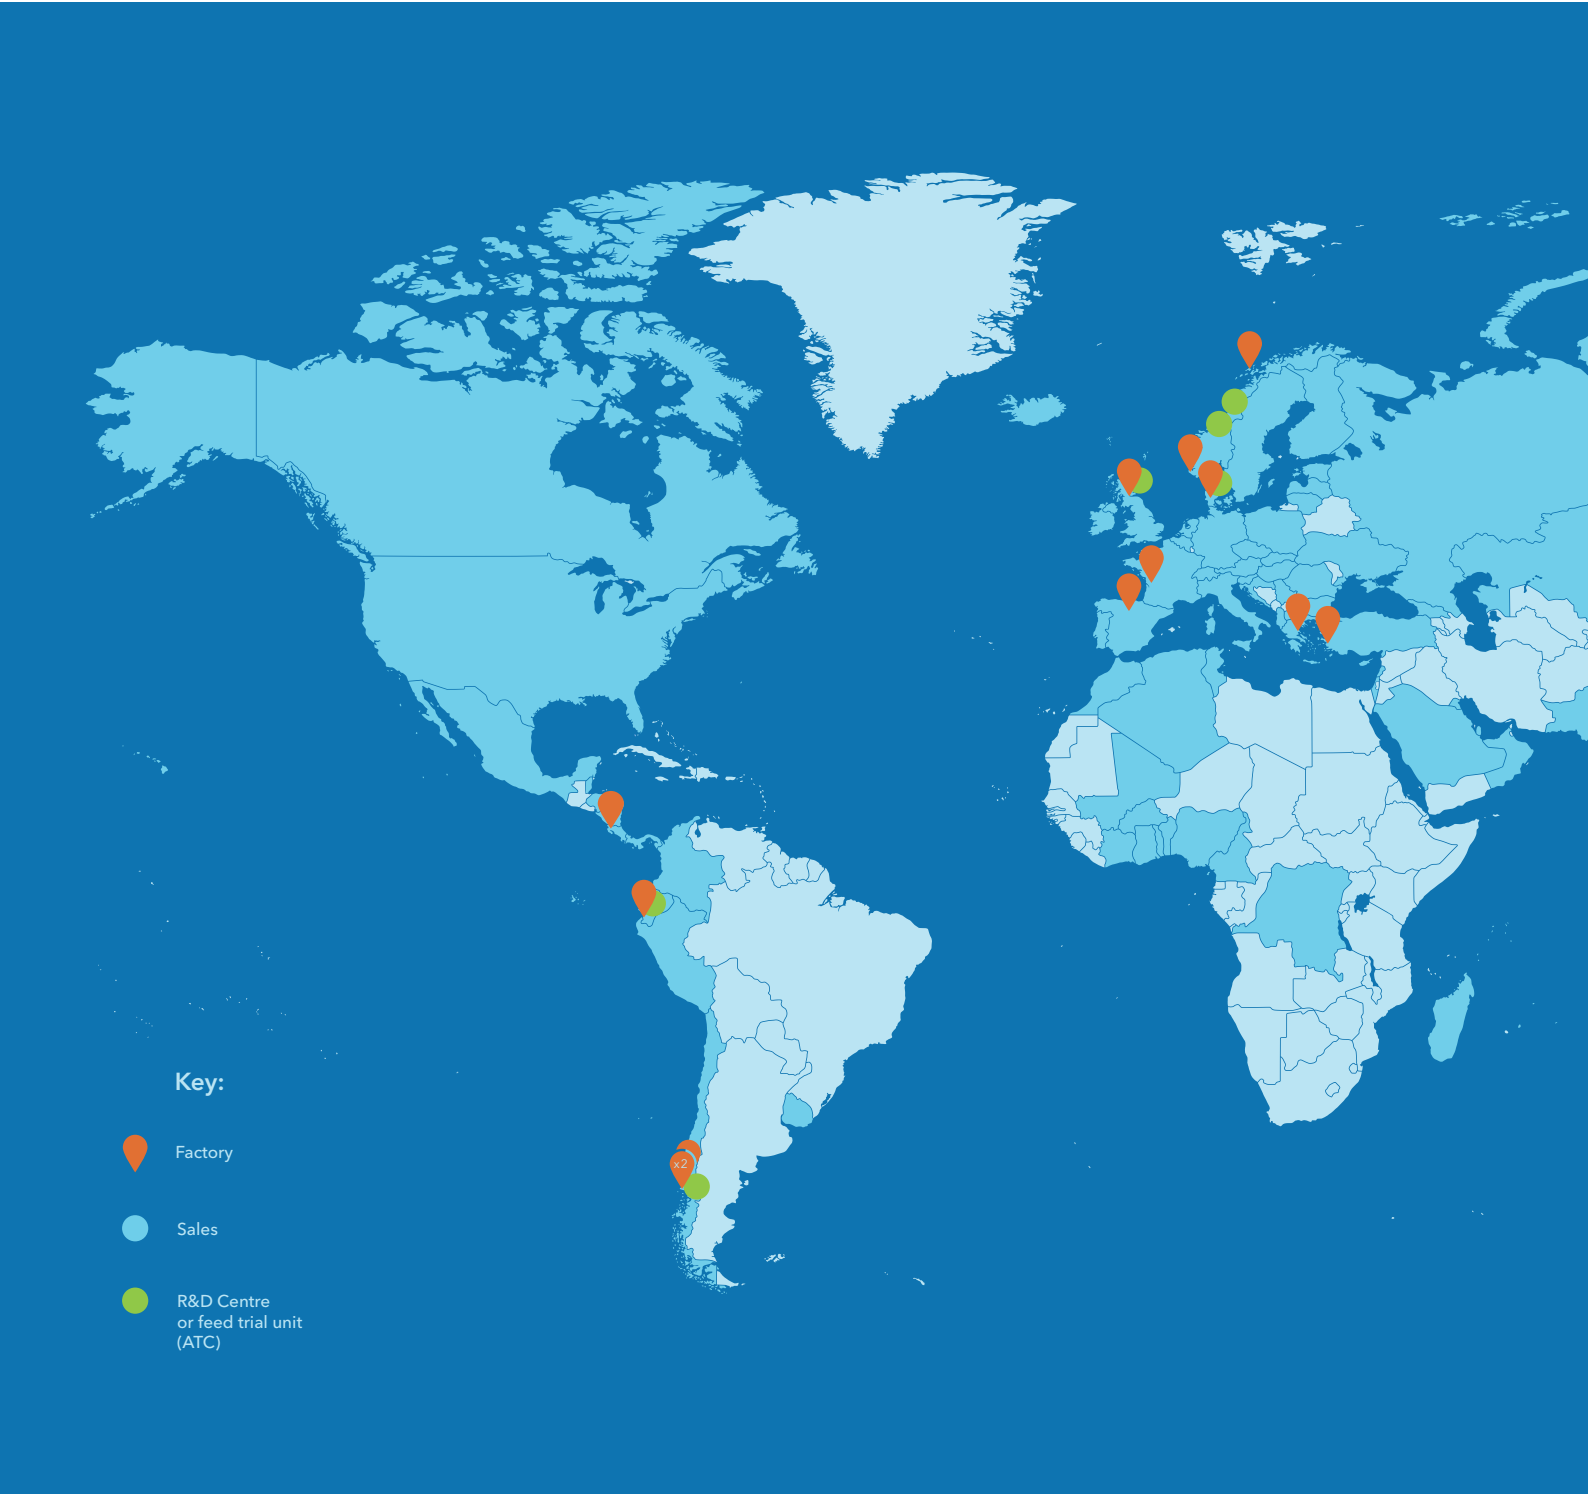 x2
Key:
Factory
Sales
R&D Centre
or feed trial unit
(ATC)